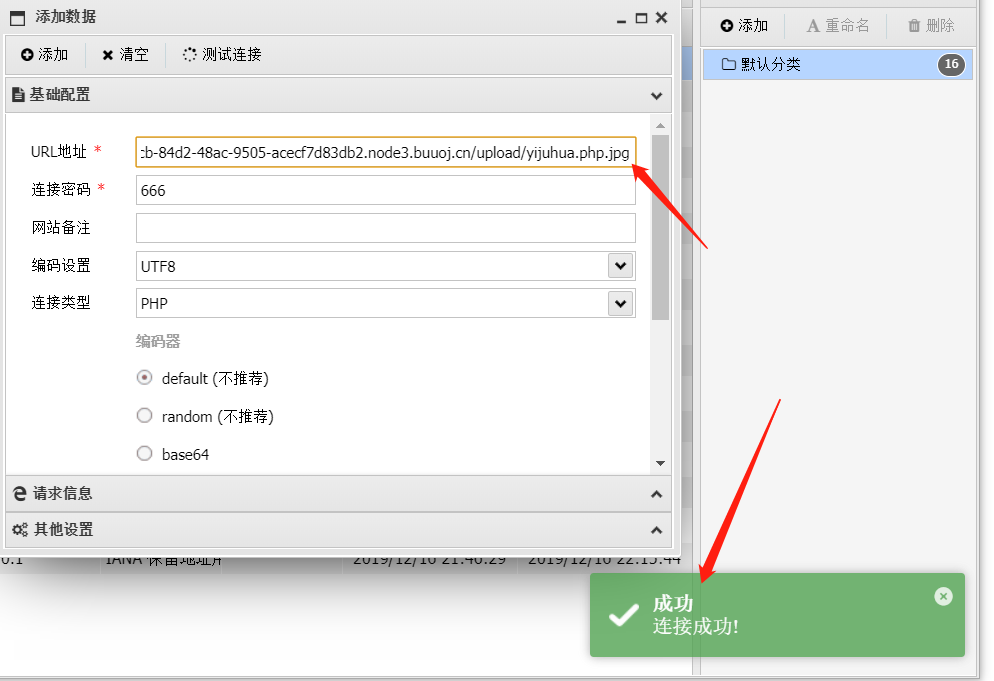 添加数据
添加 清空 测试连接
基础配置
URL地址 * :b-84d2-48ac-9505-acecf7d83db2.node3.buuoj.cn/upload/yijuhua.php.jpg
连接密码 * 666
网站备注
编码设置 UTF8
连接类型 PHP
编码器
default (不推荐)
random (不推荐)
base64
请求信息
其他设置
添加 重命名 删除
默认分类 16
0.1 IANA 保留地址用 2019/12/16 21:46:29 2019/12/16 22:15:44
成功
连接成功!